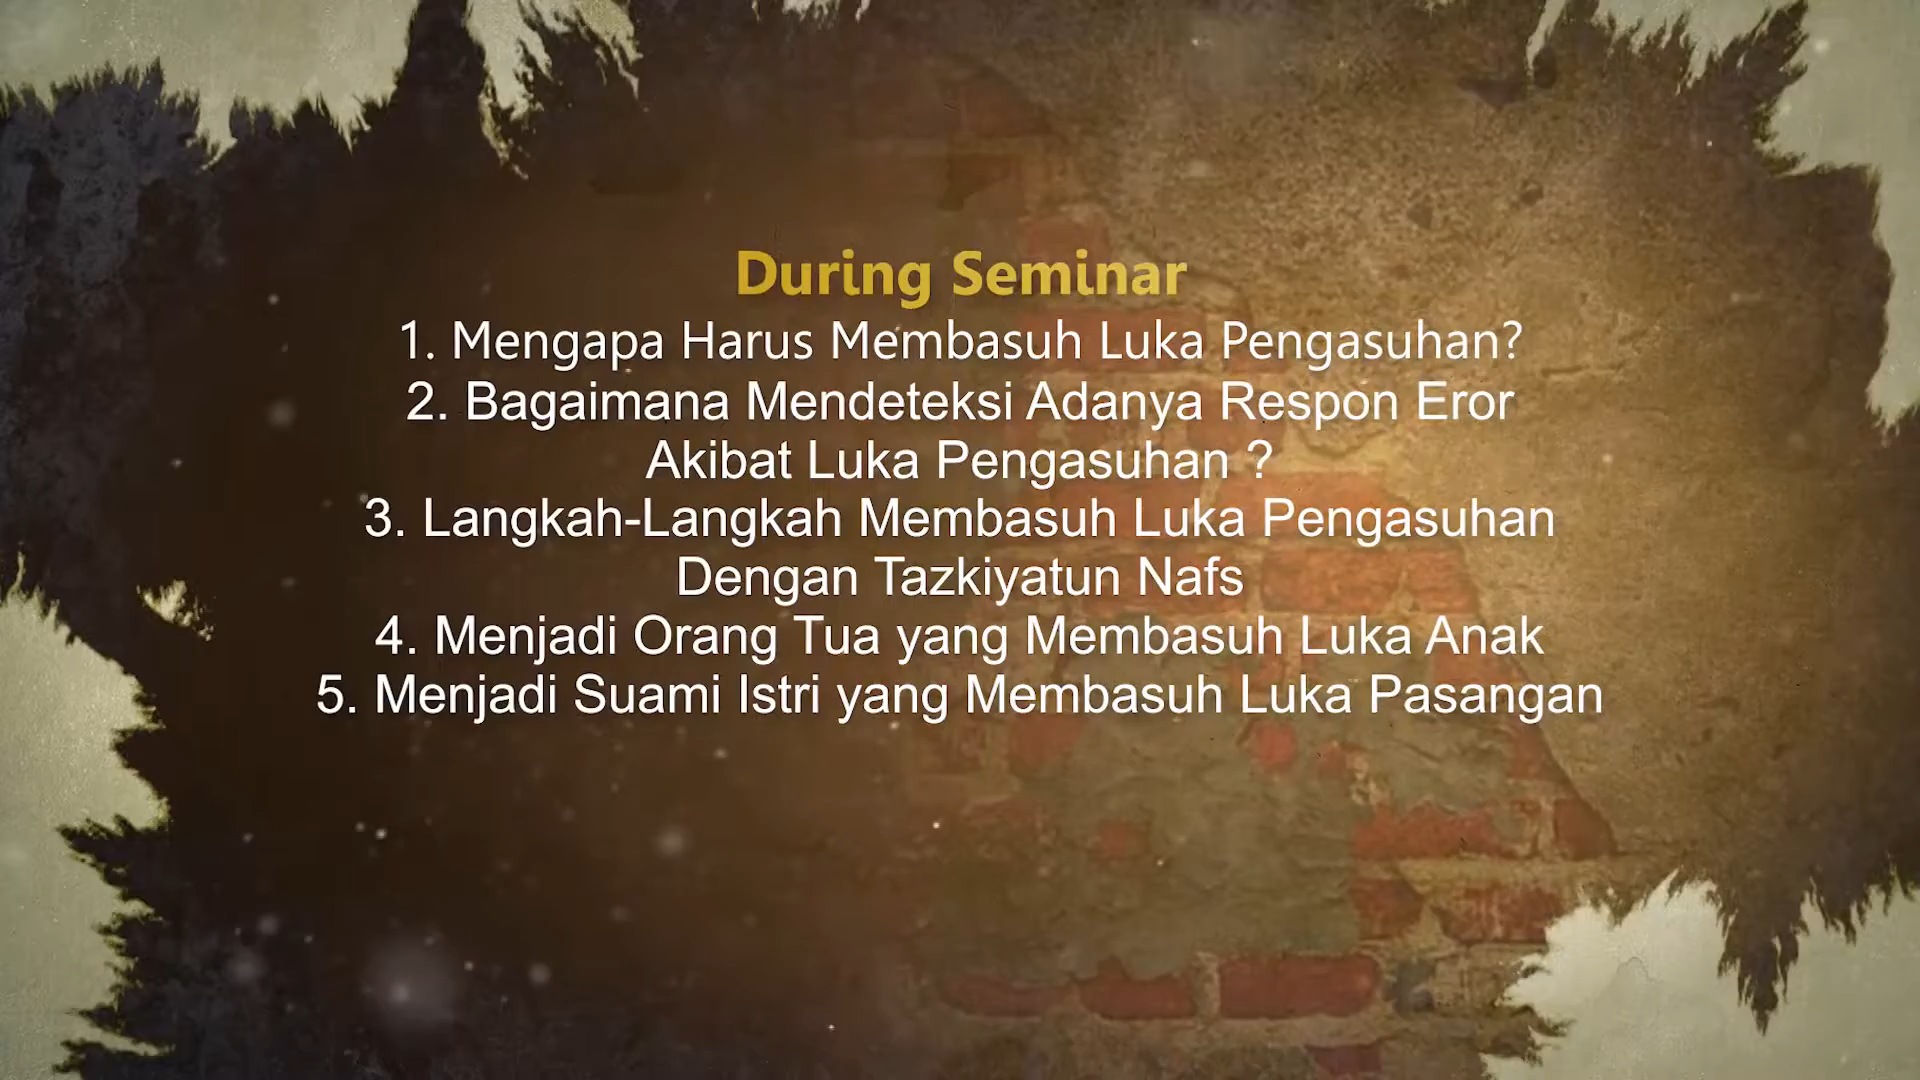 During Seminar
1. Mengapa Harus Membasuh Luka Pengasuhan?
2. Bagaimana Mendeteksi Adanya Respon Eror
Akibat Luka Pengasuhan ?
3. Langkah-Langkah Membasuh Luka Pengasuhan
Dengan Tazkiyatun Nafs
4. Menjadi Orang Tua yang Membasuh Luka Anak
5. Menjadi Suami Istri yang Membasuh Luka Pasangan